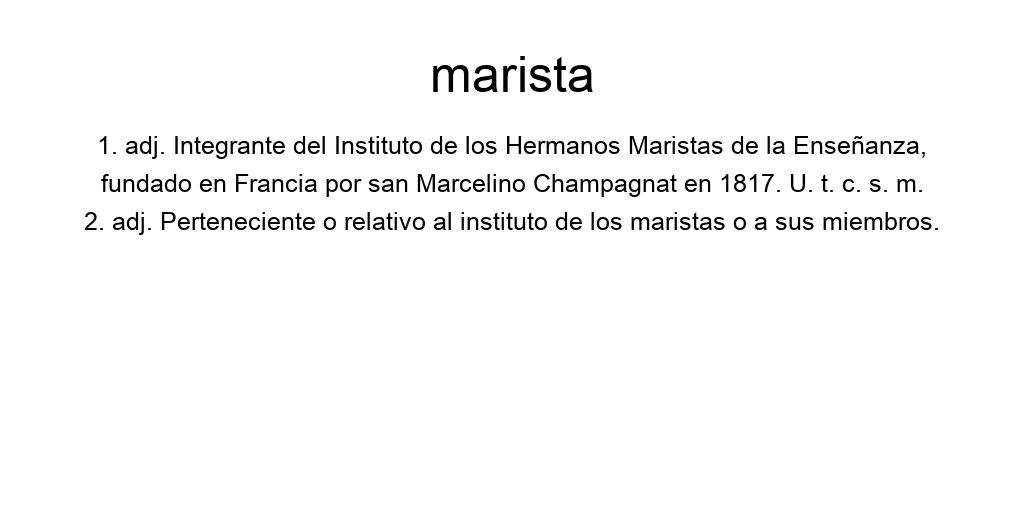 marista
1. adj. Integrante del Instituto de los Hermanos Maristas de la Enseñanza,
fundado en Francia por san Marcelino Champagnat en 1817. U. t. c. s. m.
2. adj. Perteneciente o relativo al instituto de los maristas o a sus miembros.